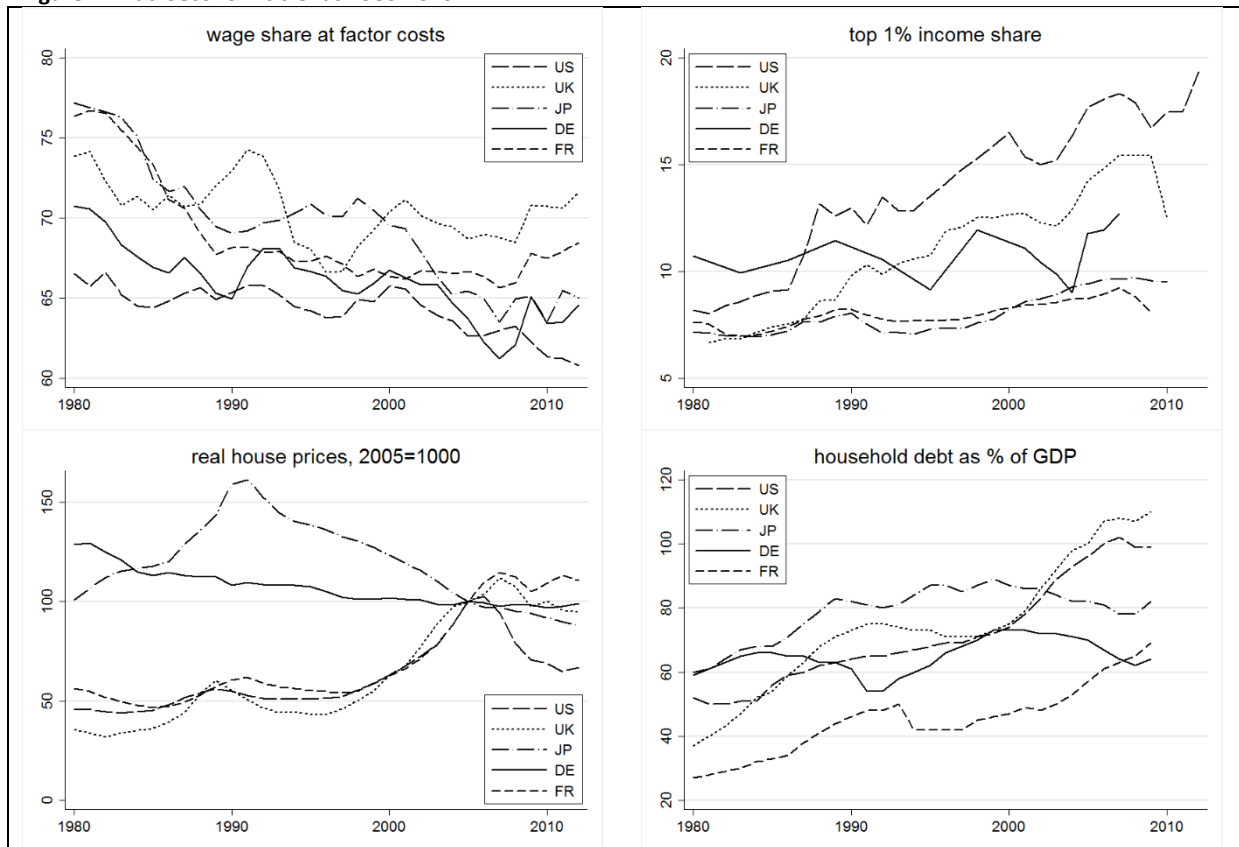 wage share at factor costs
80
75
70
65
60
1980
1990
2000
2010
US
UK
JP
DE
FR
top 1% income share
20
15
10
5
1980
1990
2000
2010
US
UK
JP
DE
FR
real house prices, 2005=1000
150
100
50
0
1980
1990
2000
2010
US
UK
JP
DE
FR
household debt as % of GDP
120
100
80
60
40
20
1980
1990
2000
2010
US
UK
JP
DE
FR